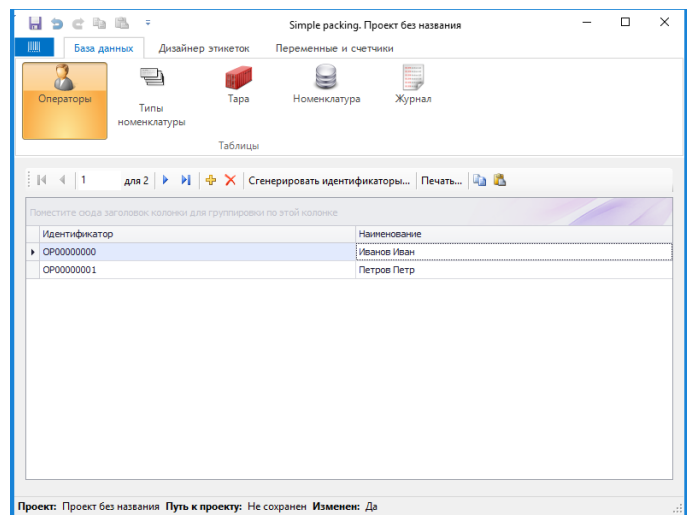 Simple packing. Проект без названия
База данных Дизайнер этикеток Переменные и счетчики
Операторы Типы номенклатуры Тара Номенклатура Журнал
Таблицы
1 для 2 Сгенерировать идентификаторы... Печать...
Поместите сюда заголовок колонки для группировки по этой колонке
Идентификатор Наименование
OP00000000 Иванов Иван
OP00000001 Петров Петр
Проект: Проект без названия Путь к проекту: Не сохранен Изменен: Да